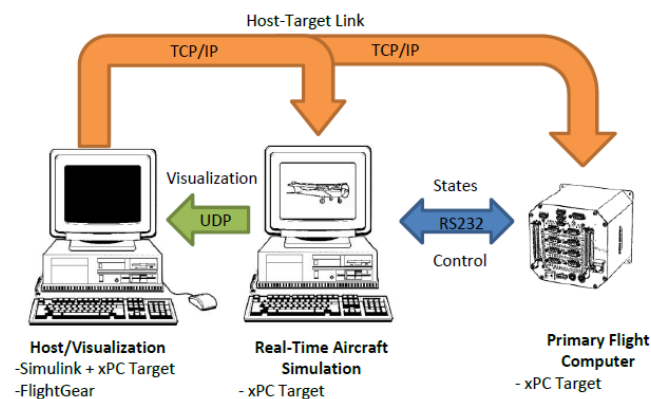 Host-Target Link
TCP/IP
TCP/IP
Visualization
UDP
States
RS232
Control
Host/Visualization
-Simulink + xPC Target
-FlightGear
Real-Time Aircraft
Simulation
- xPC Target
Primary Flight
Computer
- xPC Target